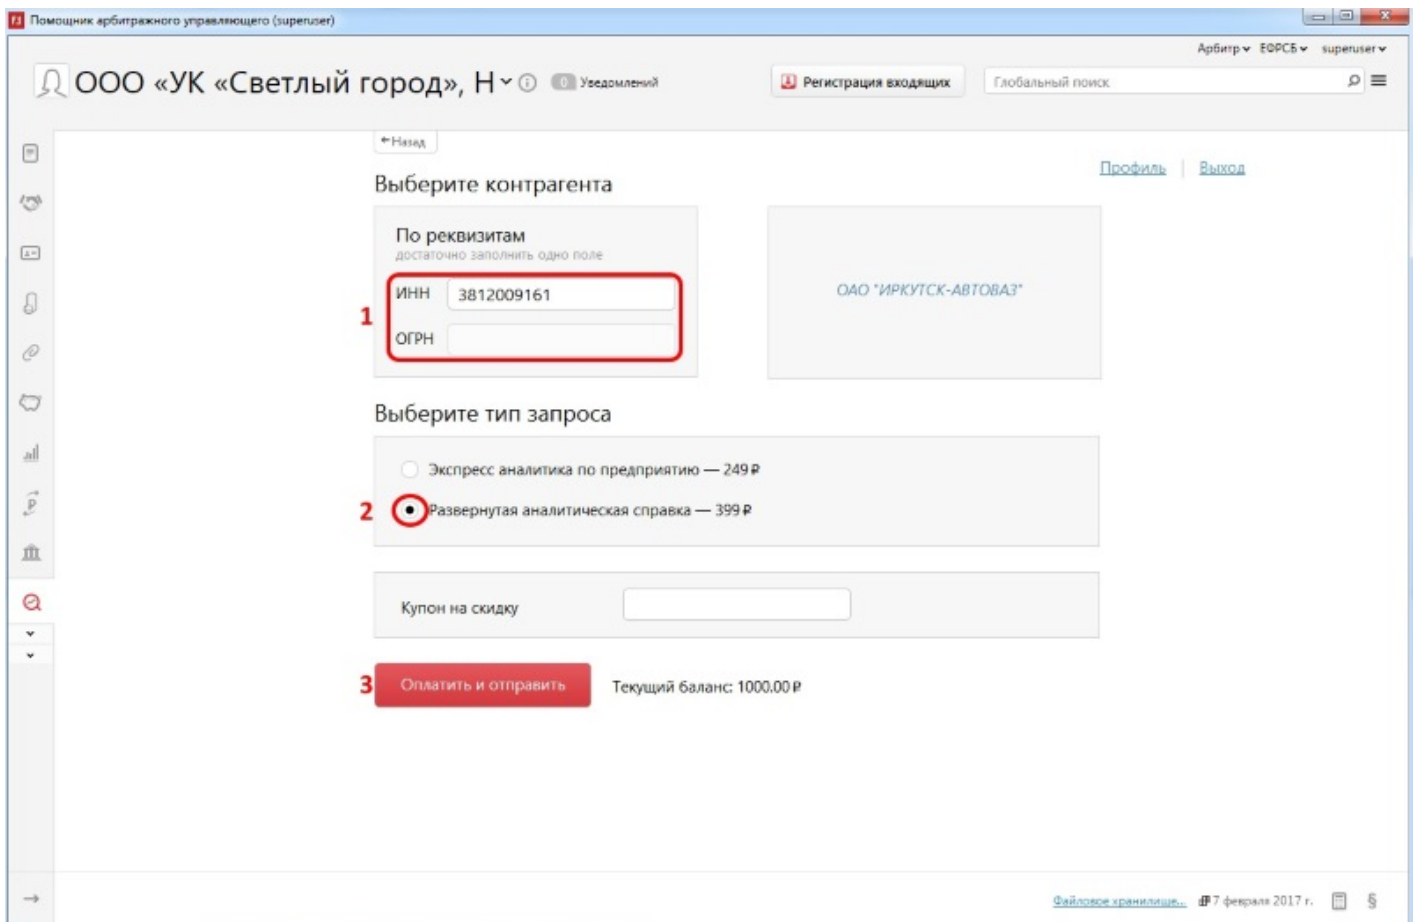 Помощник арбитражного управляющего (superuser)
Арбитр ЕФРСБ superuser
ООО «УК «Светлый город», Н 0 Уведомлений Регистрация входящих Глобальный поиск
←Назад
Профиль Выход
Выберите контрагента
По реквизитам
достаточно заполнить одно поле
ИНН 3812009161
ОАО "ИРКУТСК-АВТОВАЗ"
1
ОГРН
Выберите тип запроса
Экспресс аналитика по предприятию — 249 ₽
2 Развернутая аналитическая справка — 399 ₽
Купон на скидку
3 Оплатить и отправить Текущий баланс: 1000.00 ₽
Файловое хранилище... 7 февраля 2017 г. §